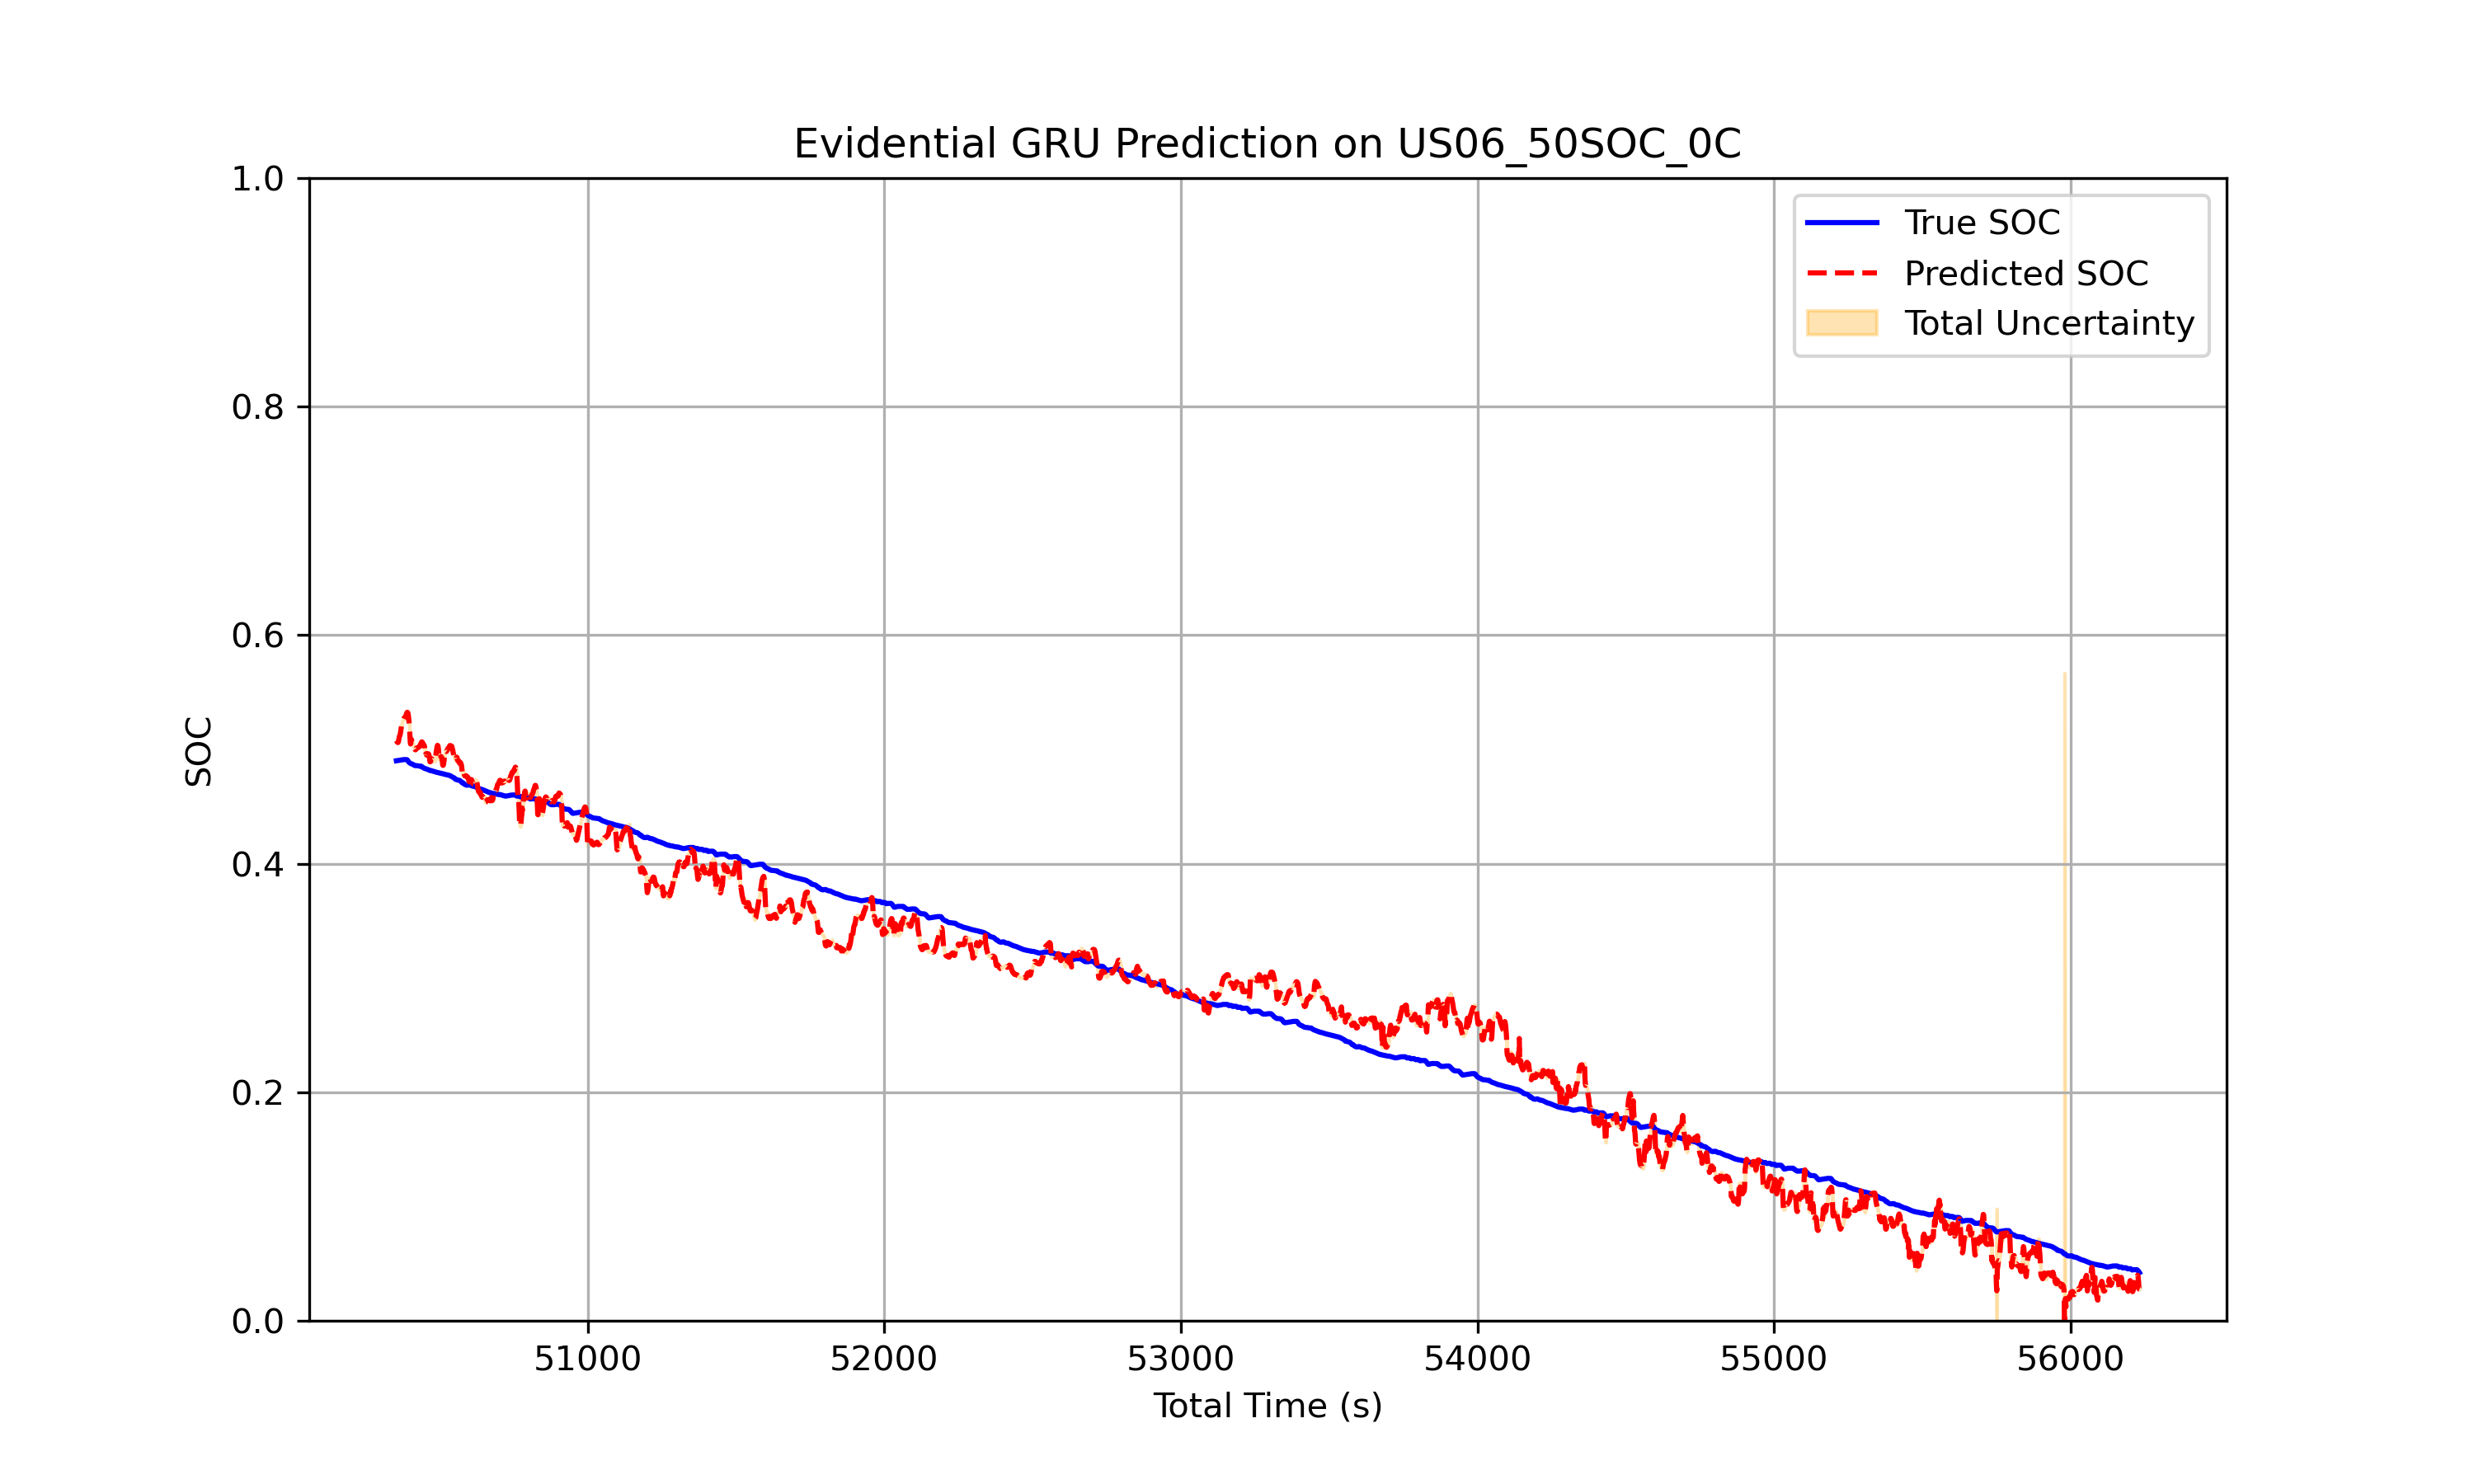 Evidential GRU Prediction on US06_50SOC_0C
True SOC
Predicted SOC
Total Uncertainty
SOC
1.0
0.8
0.6
0.4
0.2
0.0
51000 52000 53000 54000 55000 56000
Total Time (s)